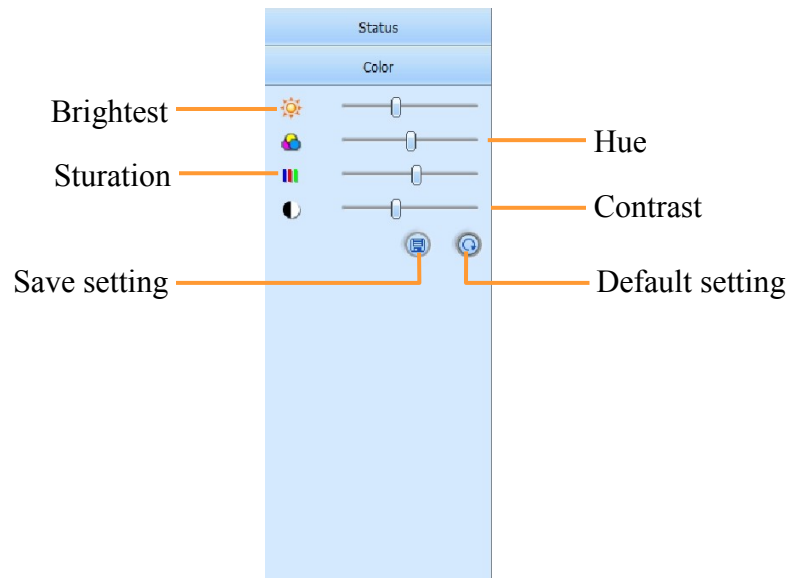 Status
Color
Brightest
Hue
Sturation
Contrast
Save setting
Default setting